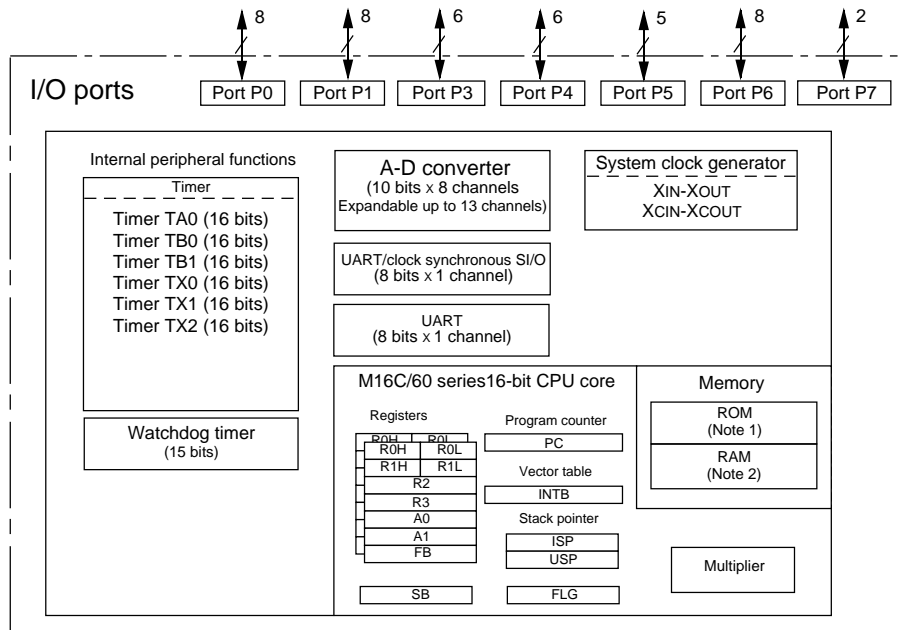 8 8 6 6 5 8 2
I/O ports
Port P0 Port P1 Port P3 Port P4 Port P5 Port P6 Port P7
Internal peripheral functions
Timer
Timer TA0 (16 bits)
Timer TB0 (16 bits)
Timer TB1 (16 bits)
Timer TX0 (16 bits)
Timer TX1 (16 bits)
Timer TX2 (16 bits)
Watchdog timer
(15 bits)
A-D converter
(10 bits x 8 channels
Expandable up to 13 channels)
UART/clock synchronous SI/O
(8 bits x 1 channel)
UART
(8 bits x 1 channel)
System clock generator
XIN-XOUT
XCIN-XCOUT
M16C/60 series16-bit CPU core
Registers
R0H R0L
R0H R0L
R1H R1L
R2
R3
A0
A1
FB
SB
Program counter
PC
Vector table
INTB
Stack pointer
ISP
USP
FLG
Memory
ROM
(Note 1)
RAM
(Note 2)
Multiplier